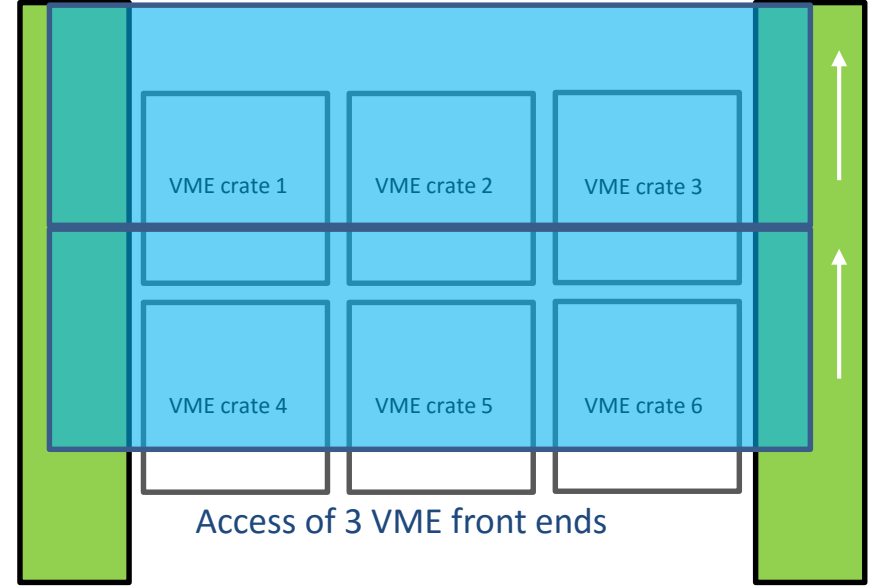 VME crate 1
VME crate 2
VME crate 3
VME crate 4
VME crate 5
VME crate 6
Access of 3 VME front ends